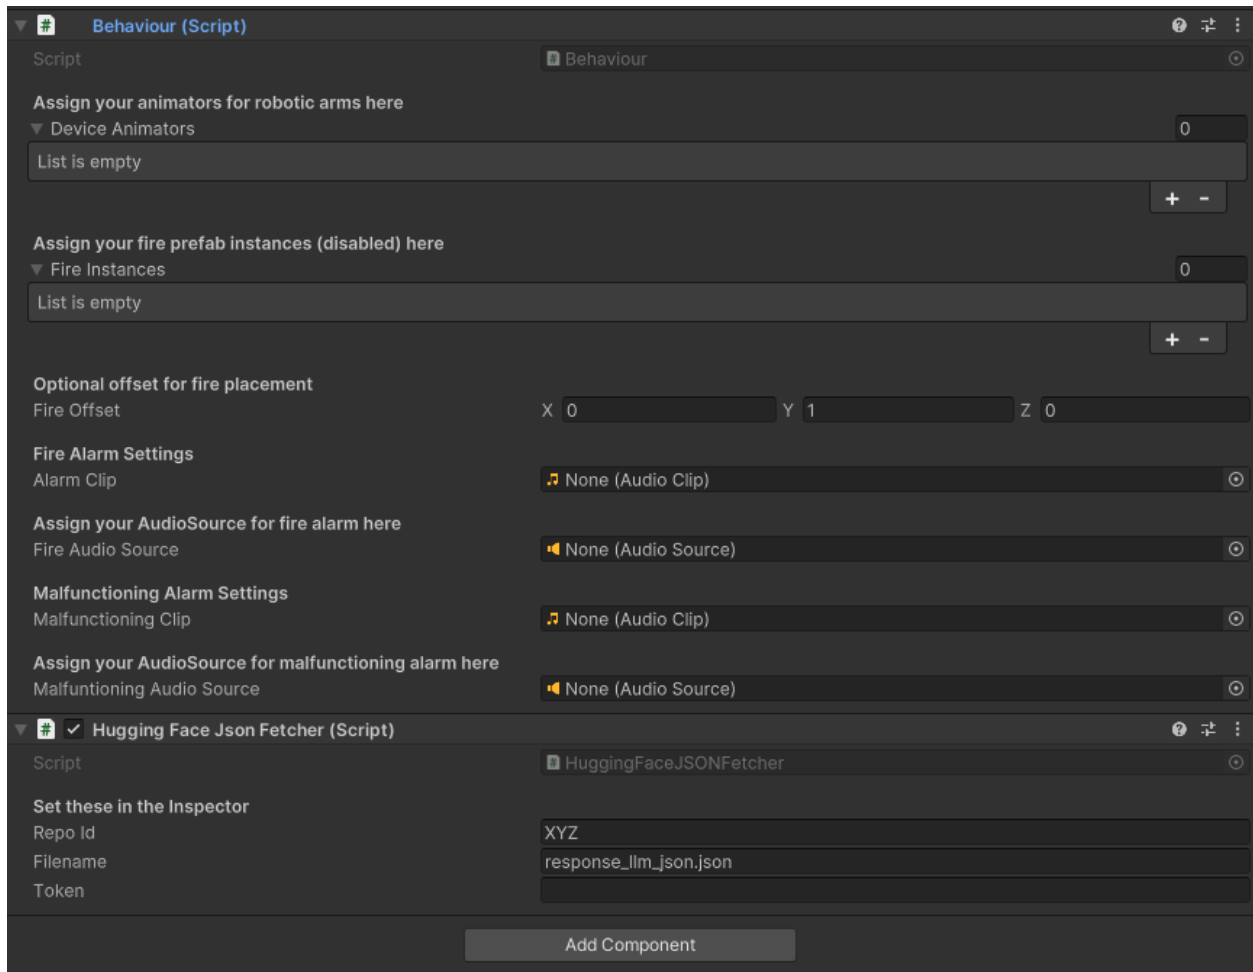 # Behaviour (Script)
Script # Behaviour
Assign your animators for robotic arms here
Device Animators 0
List is empty
+ -
Assign your fire prefab instances (disabled) here
Fire Instances 0
List is empty
+ -
Optional offset for fire placement
Fire Offset X 0 Y 1 Z 0
Fire Alarm Settings
Alarm Clip None (Audio Clip)
Assign your AudioSource for fire alarm here
Fire Audio Source None (Audio Source)
Malfunctioning Alarm Settings
Malfunctioning Clip None (Audio Clip)
Assign your AudioSource for malfunctioning alarm here
Malfuntioning Audio Source None (Audio Source)
# Hugging Face Json Fetcher (Script)
Script # HuggingFaceJSONFetcher
Set these in the Inspector
Repo Id XYZ
Filename response_llm_json.json
Token
Add Component